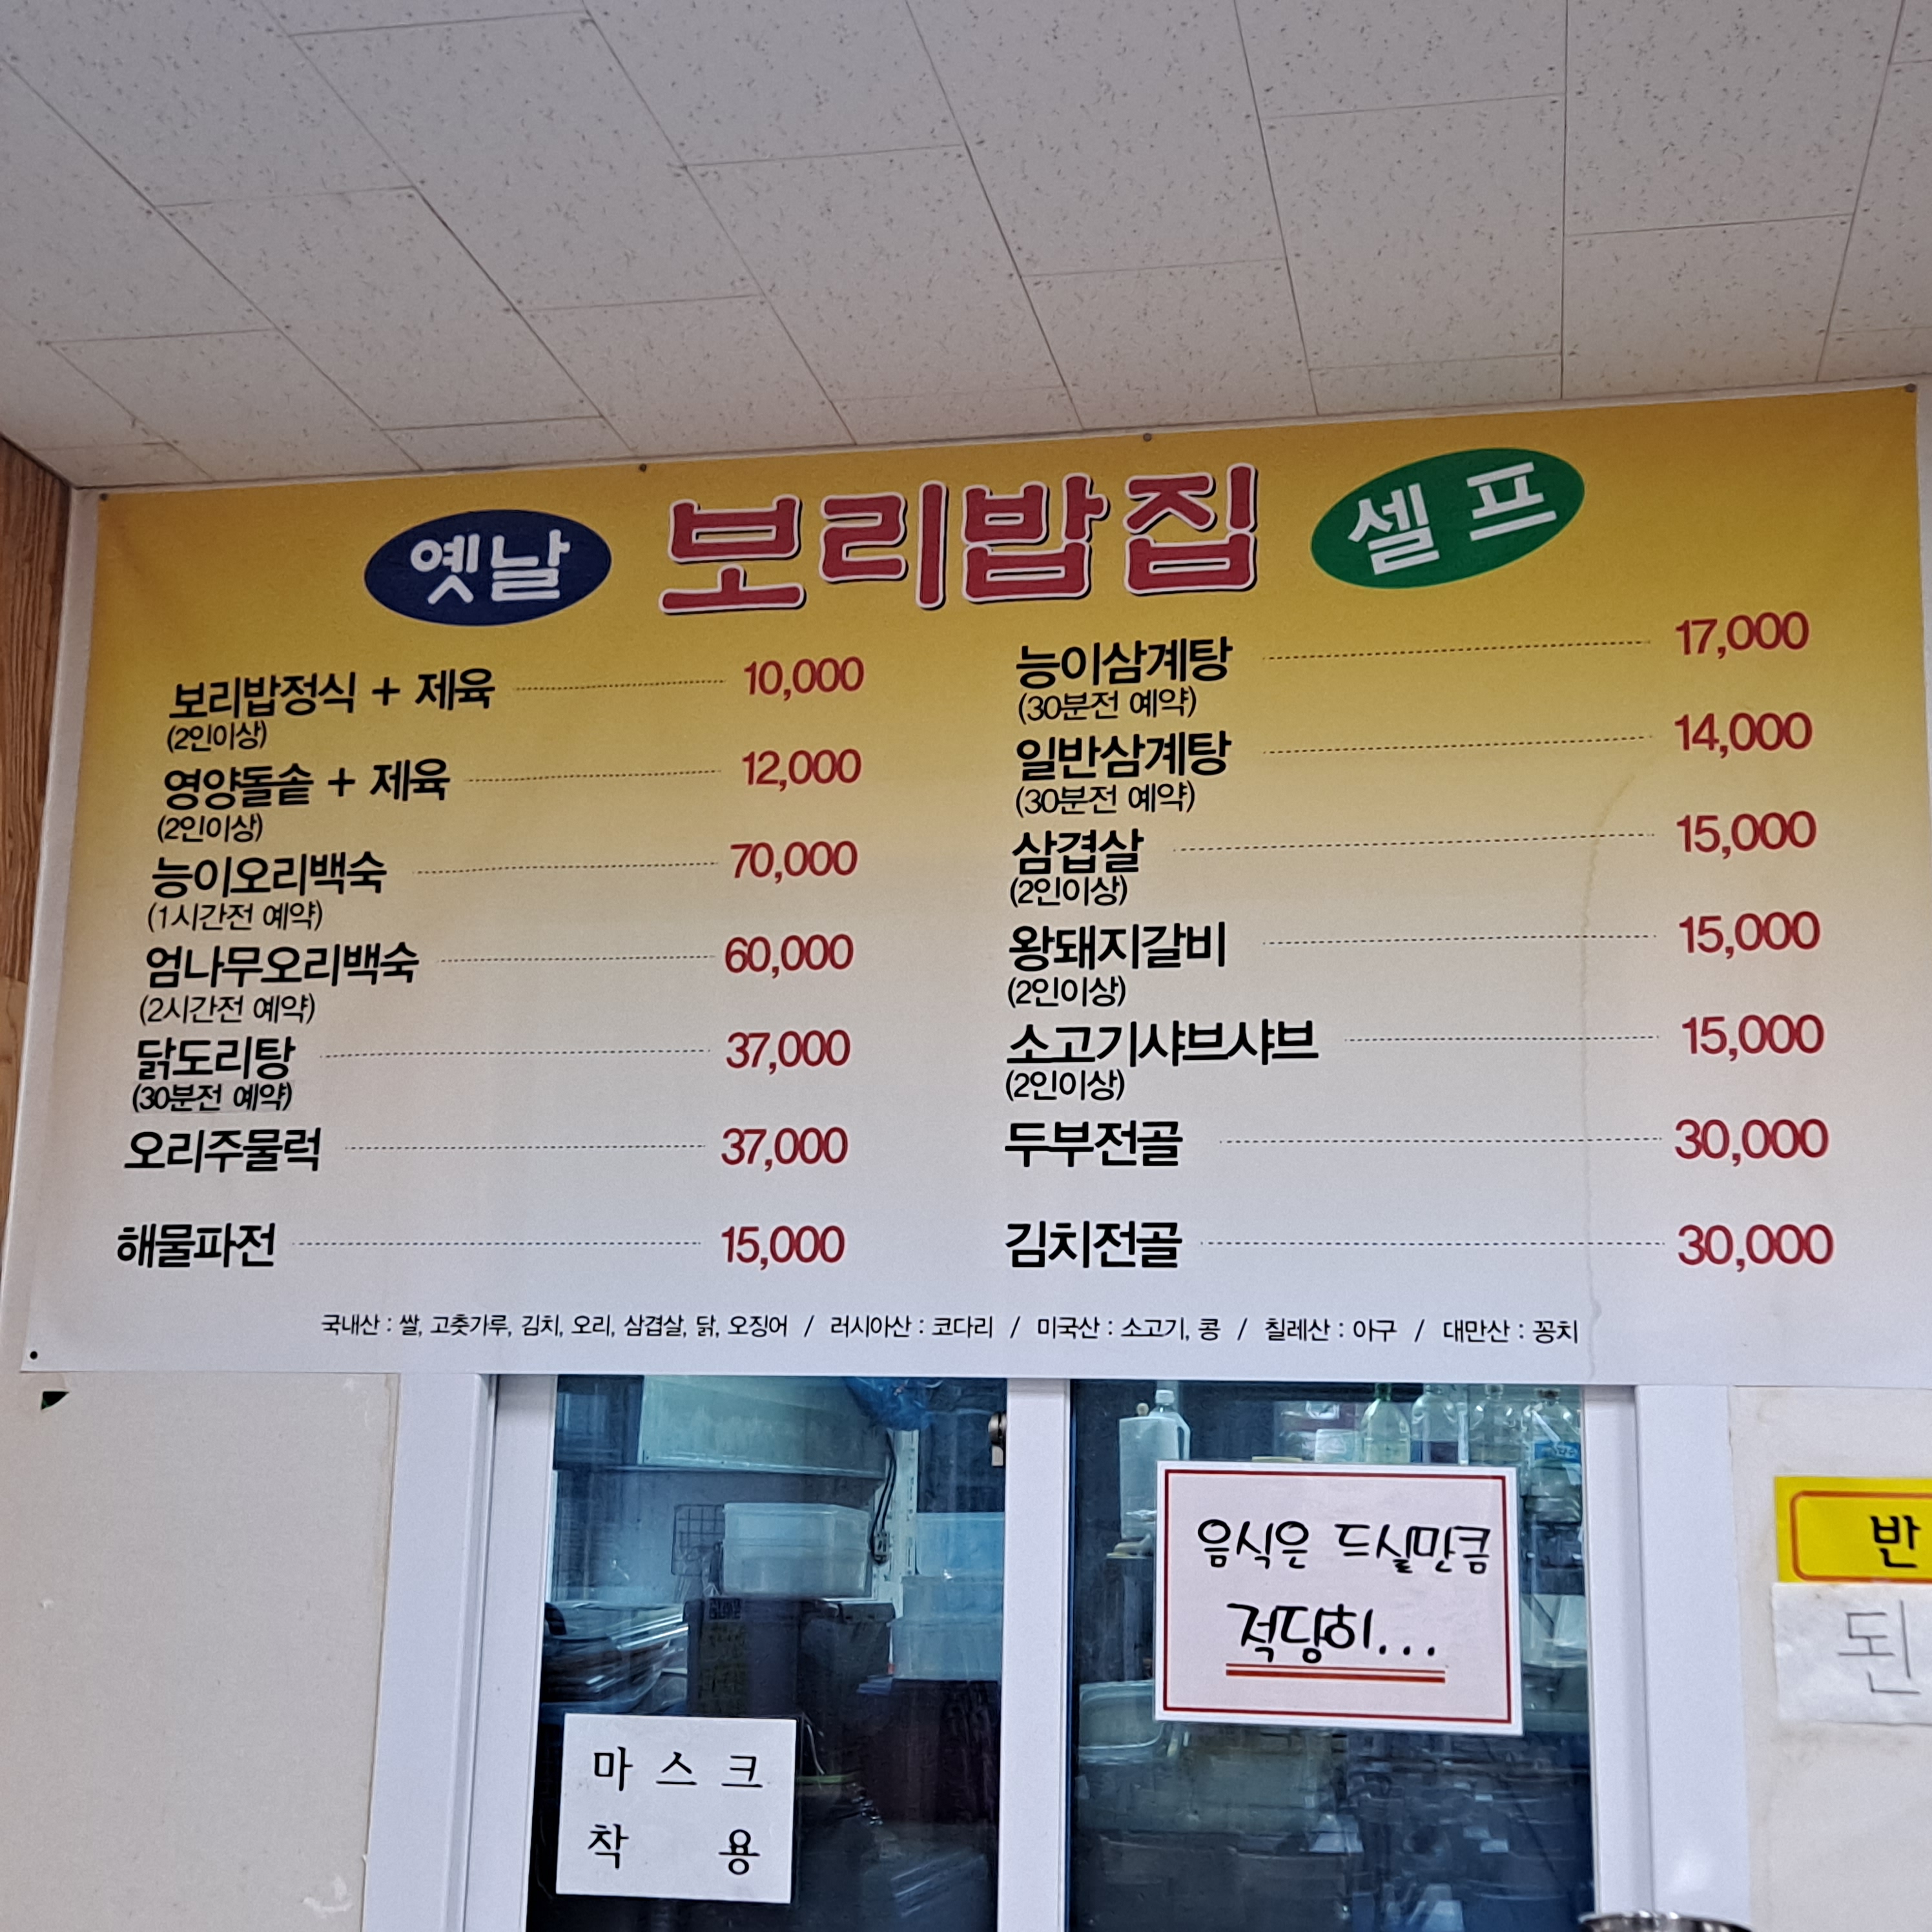 옛날 보리밥집 셀프
보리밥정식 + 제육 10,000
(2인이상)
영양돌솥 + 제육 12,000
(2인이상)
능이오리백숙 70,000
(1시간전 예약)
엄나무오리백숙 60,000
(2시간전 예약)
닭도리탕 37,000
(30분전 예약)
오리주물럭 37,000
해물파전 15,000
능이삼계탕 17,000
(30분전 예약)
일반삼계탕 14,000
(30분전 예약)
삼겹살 15,000
(2인이상)
왕돼지갈비 15,000
(2인이상)
소고기샤브샤브 15,000
(2인이상)
두부전골 30,000
김치전골 30,000
국내산 : 쌀, 고춧가루, 김치, 오리, 삼겹살, 닭, 오징어 / 러시아산 : 코다리 / 미국산 : 소고기, 콩 / 칠레산 : 아구 / 대만산 : 꽁치
음식은 드실만큼
적당히...
마스크
착용
반
된